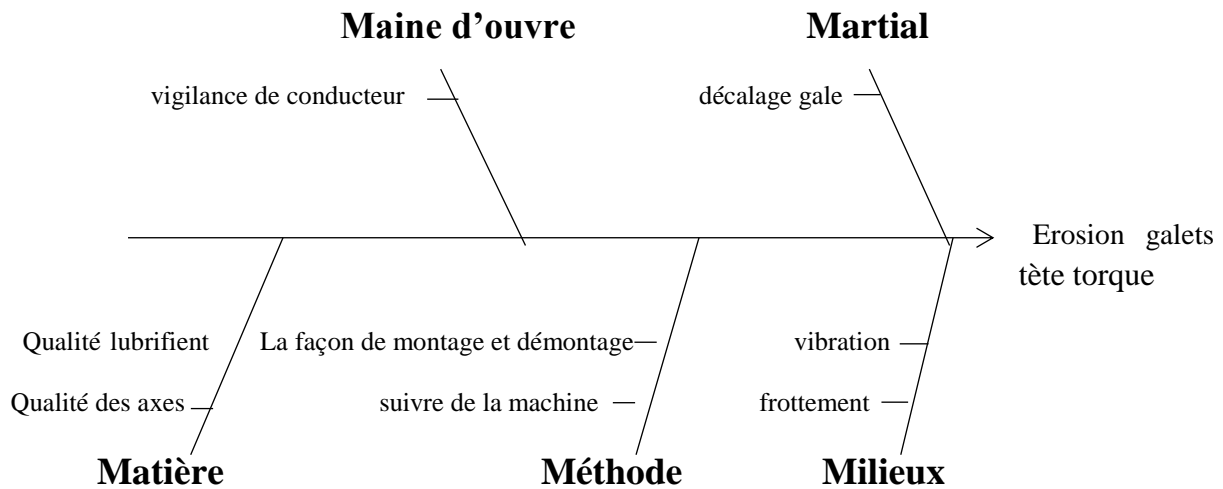 Maine d’ouvre
Martial
vigilance de conducteur
décalage gale
Erosion galets
tète torque
Qualité lubrifient
La façon de montage et démontage
vibration
Qualité des axes
suivre de la machine
frottement
Matière
Méthode
Milieux